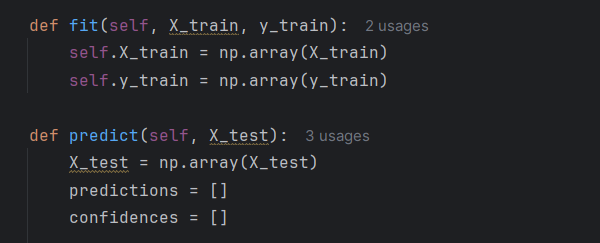 def fit(self, X_train, y_train): 2 usages
    self.X_train = np.array(X_train)
    self.y_train = np.array(y_train)

def predict(self, X_test): 3 usages
    X_test = np.array(X_test)
    predictions = []
    confidences = []